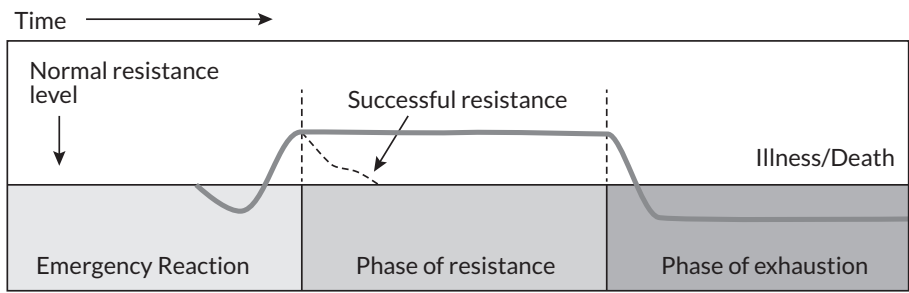 Time
Normal resistance
level
Successful resistance
Illness/Death
Emergency Reaction
Phase of resistance
Phase of exhaustion